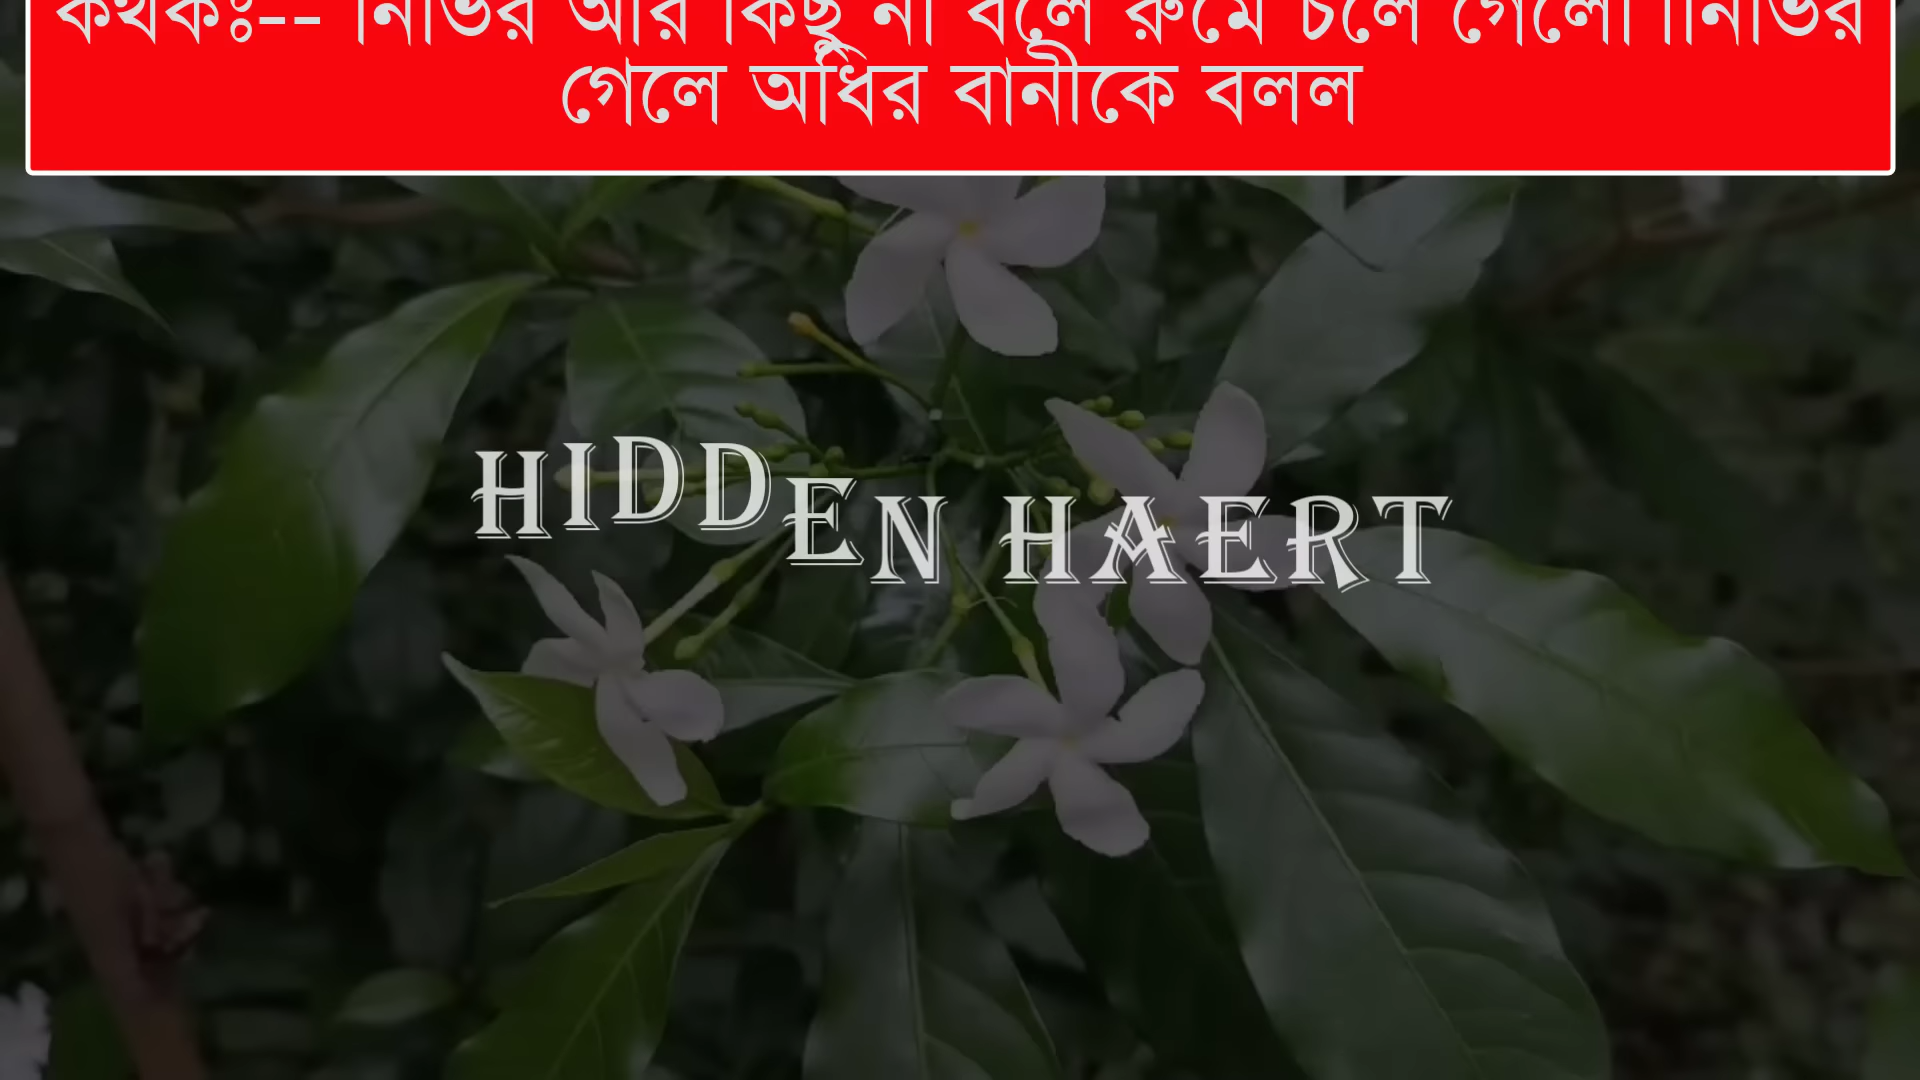 কথকঃ-- নিভির আর কিছু না বলে রুমে চলে গেলো।।নিভির
গেলে অধির বানীকে বলল
HIDDEN HAERT